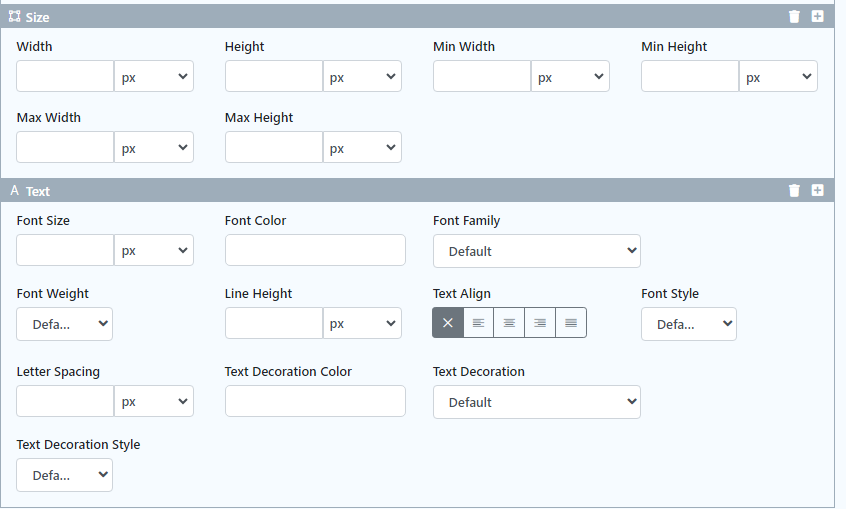 Size
Width Height Min Width Min Height
px px px px
Max Width Max Height
px px
A Text
Font Size Font Color Font Family
px Default
Font Weight Line Height Text Align Font Style
Defa... px Defa...
Letter Spacing Text Decoration Color Text Decoration
px Default
Text Decoration Style
Defa...